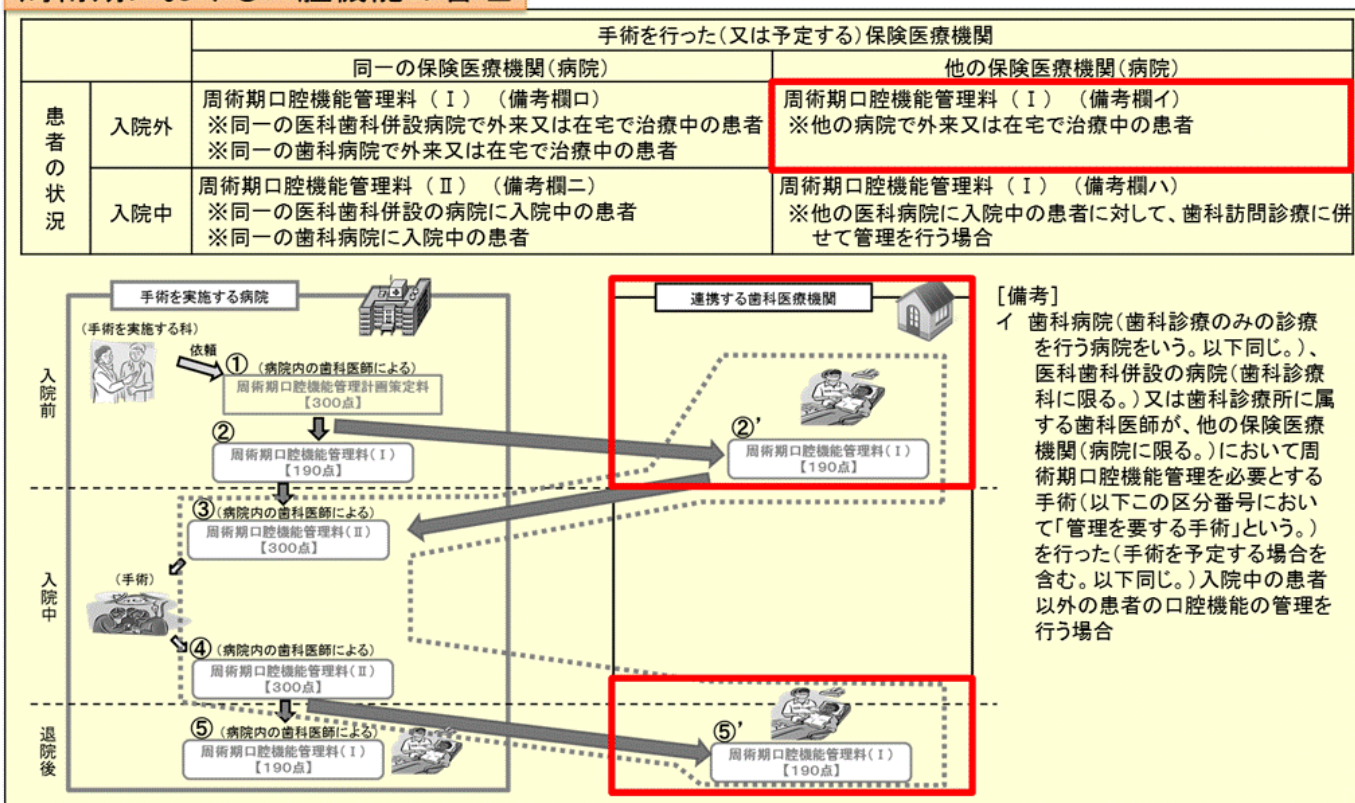 手術を行った(又は予定する)保険医療機関
同一の保険医療機関(病院)
他の保険医療機関(病院)
患者の状況
入院外
周術期口腔機能管理料(Ⅰ) (備考欄ロ)
※同一の医科歯科併設病院で外来又は在宅で治療中の患者
※同一の歯科病院で外来又は在宅で治療中の患者
周術期口腔機能管理料(Ⅰ) (備考欄イ)
※他の病院で外来又は在宅で治療中の患者
入院中
周術期口腔機能管理料(Ⅱ) (備考欄ニ)
※同一の医科歯科併設の病院に入院中の患者
※同一の歯科病院に入院中の患者
周術期口腔機能管理料(Ⅰ) (備考欄ハ)
※他の医科病院に入院中の患者に対して、歯科訪問診療に併
せて管理を行う場合
手術を実施する病院
(手術を実施する科)
依頼
入院前
① (病院内の歯科医師による)
周術期口腔機能管理計画策定料
【300点】
②
周術期口腔機能管理料(Ⅰ)
【190点】
連携する歯科医療機関
②'
周術期口腔機能管理料(Ⅰ)
【190点】
入院中
③(病院内の歯科医師による)
周術期口腔機能管理料(Ⅱ)
【300点】
(手術)
④ (病院内の歯科医師による)
周術期口腔機能管理料(Ⅱ)
【300点】
退院後
⑤ (病院内の歯科医師による)
周術期口腔機能管理料(Ⅰ)
【190点】
⑤'
周術期口腔機能管理料(Ⅰ)
【190点】
[備考]
イ 歯科病院(歯科診療のみの診療
を行う病院をいう。以下同じ。)、
医科歯科併設の病院(歯科診療
科に限る。)又は歯科診療所に属
する歯科医師が、他の保険医療
機関(病院に限る。)において周
術期口腔機能管理を必要とする
手術(以下この区分番号におい
て「管理を要する手術」という。)
を行った(手術を予定する場合を
含む。以下同じ。)入院中の患者
以外の患者の口腔機能の管理を
行う場合